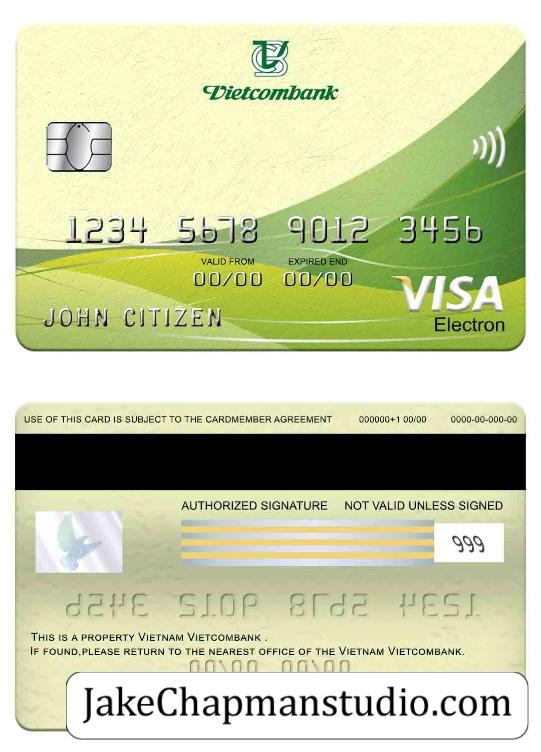 Vietcombank
1234 5678 9012 3456
VALID FROM EXPIRED END
00/00 00/00
JOHN CITIZEN
VISA
Electron
USE OF THIS CARD IS SUBJECT TO THE CARDMEMBER AGREEMENT 000000+1 00/00 0000-00-000-00
AUTHORIZED SIGNATURE NOT VALID UNLESS SIGNED
999
THIS IS A PROPERTY VIETNAM VIETCOMBANK .
IF FOUND,PLEASE RETURN TO THE NEAREST OFFICE OF THE VIETNAM VIETCOMBANK.
00/00 00/00
JakeChapmanstudio.com